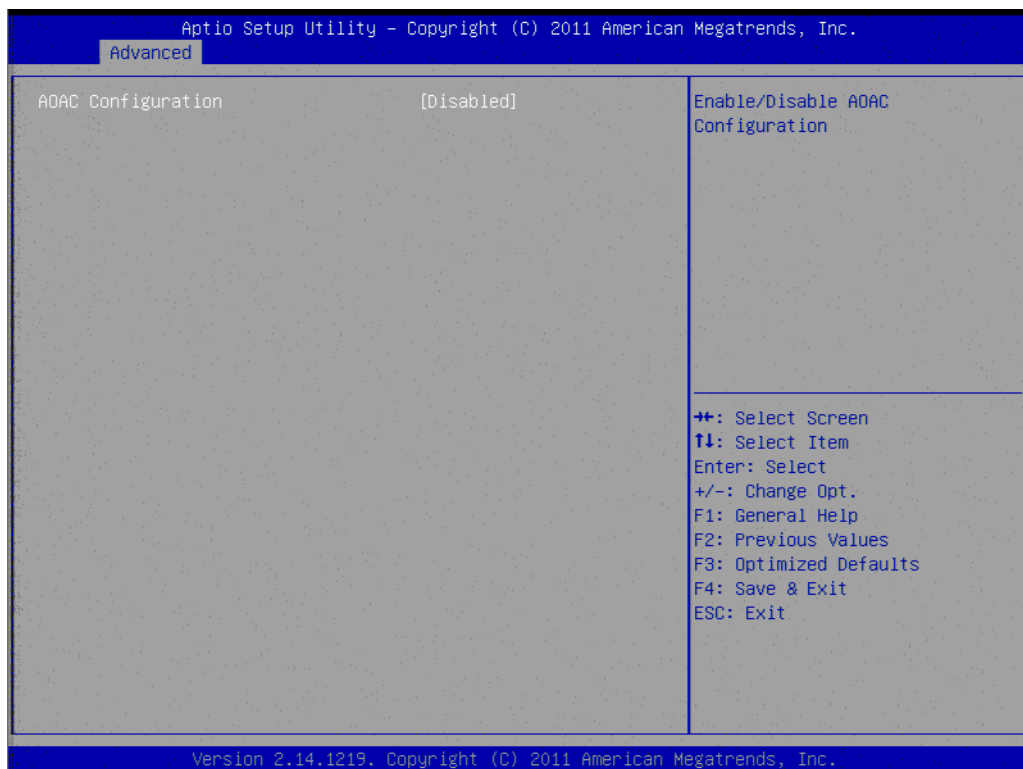 Aptio Setup Utility – Copyright (C) 2011 American Megatrends, Inc.
Advanced
AOAC Configuration [Disabled]
Enable/Disable AOAC
Configuration
→←: Select Screen
↑↓: Select Item
Enter: Select
+/-: Change Opt.
F1: General Help
F2: Previous Values
F3: Optimized Defaults
F4: Save & Exit
ESC: Exit
Version 2.14.1219. Copyright (C) 2011 American Megatrends, Inc.